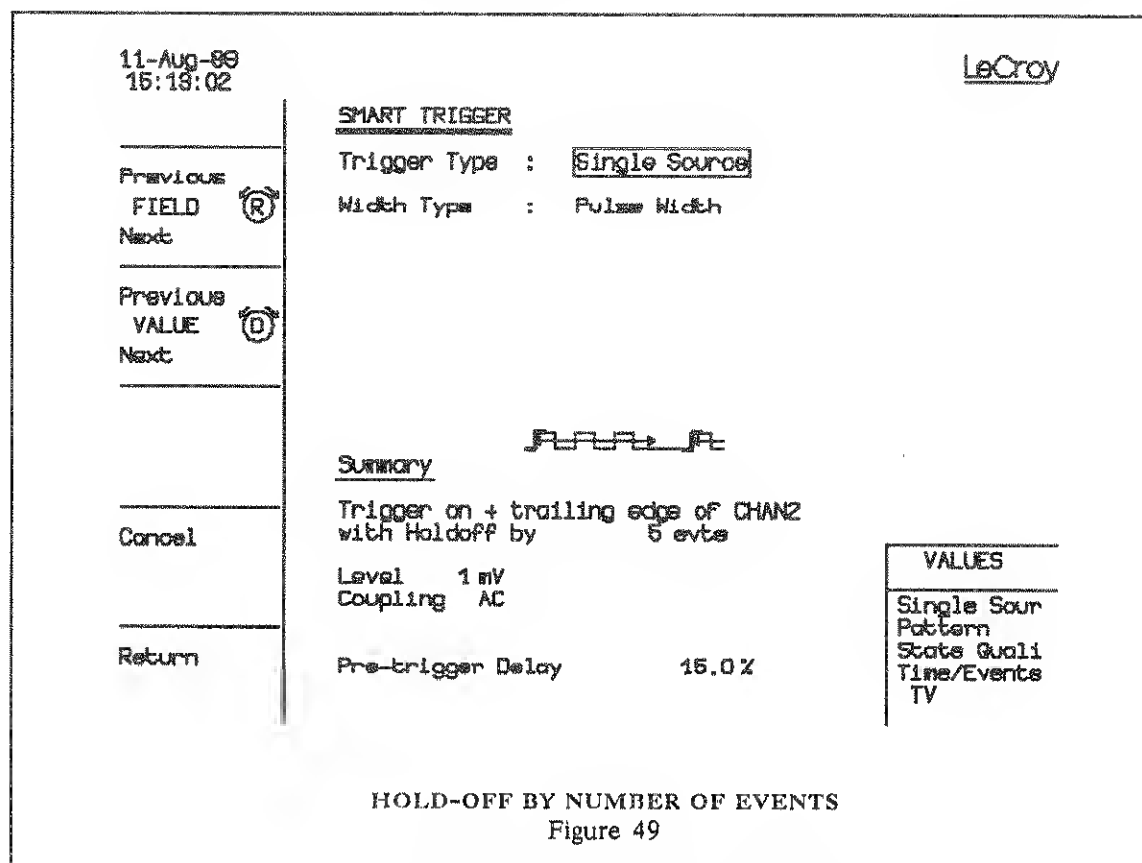 11-Aug-89
15:13:02
LeCroy
SMART TRIGGER
Trigger Type : Single Source
Width Type : Pulse Width
Previous
FIELD R
Next
Previous
VALUE D
Next
Summary
Trigger on + trailing edge of CHAN2
with Holdoff by 5 evts
Level 1 mV
Coupling AC
Pre-trigger Delay 15.0 %
Cancel
Return
VALUES
Single Sour
Pattern
State Quali
Time/Events
TV
HOLD-OFF BY NUMBER OF EVENTS
Figure 49